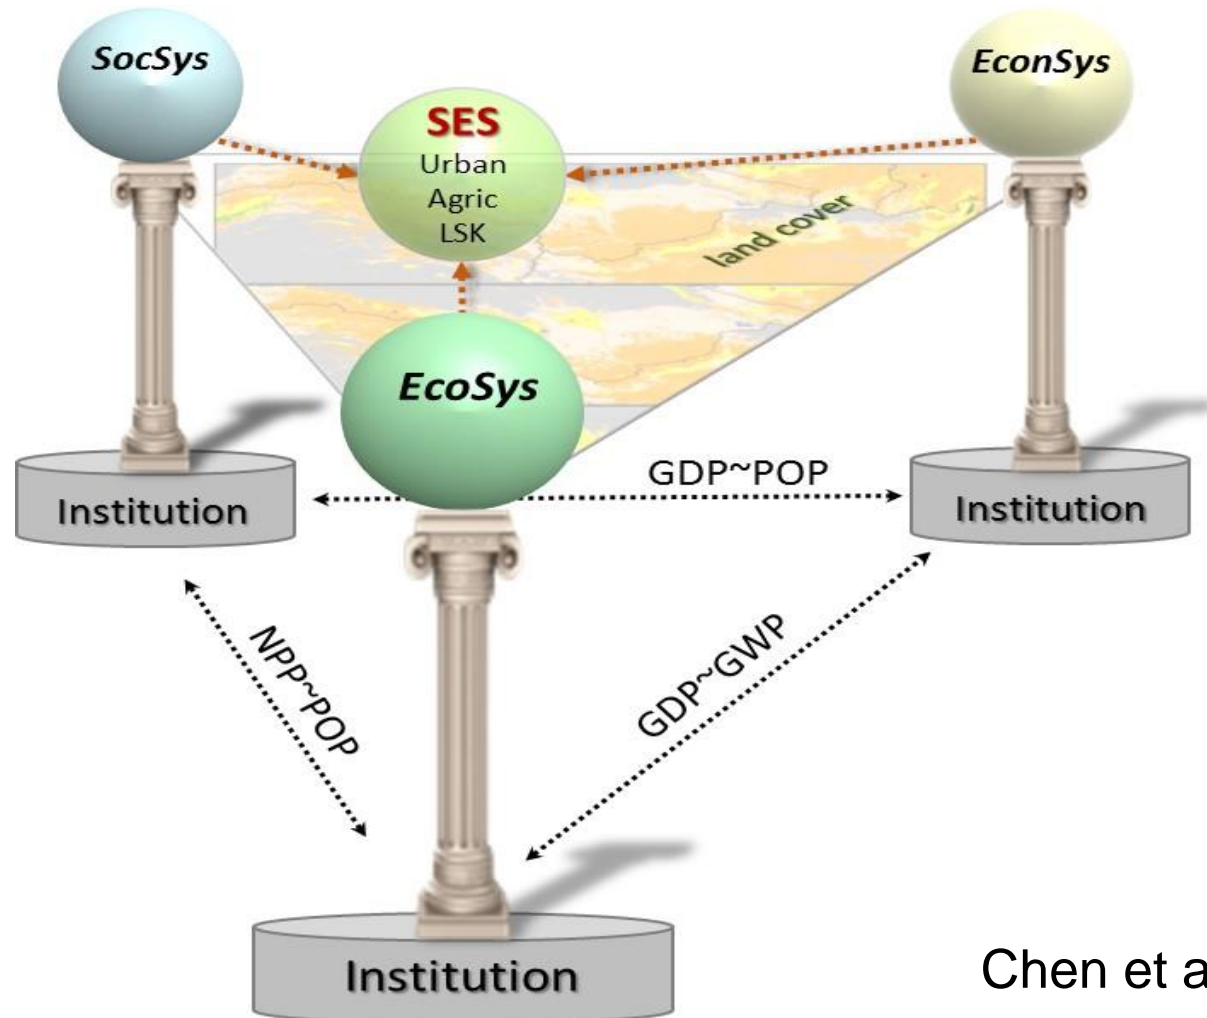 SocSys
EconSys
SES
Urban
Agric
LSK
land cover
EcoSys
GDP~POP
Institution
Institution
NPP~POP
GDP~GWP
Institution
Chen et a